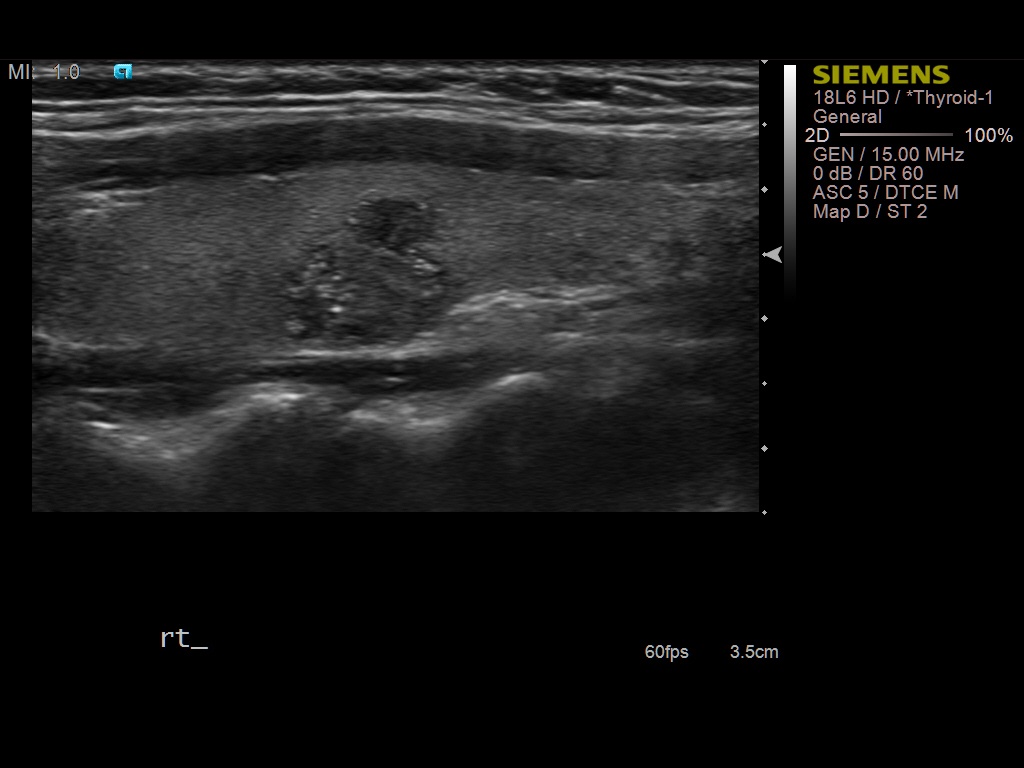 MI: 1.0
SIEMENS
18L6 HD / *Thyroid-1
General
2D 100%
GEN / 15.00 MHz
0 dB / DR 60
ASC 5 / DTCE M
Map D / ST 2
rt_
60fps 3.5cm